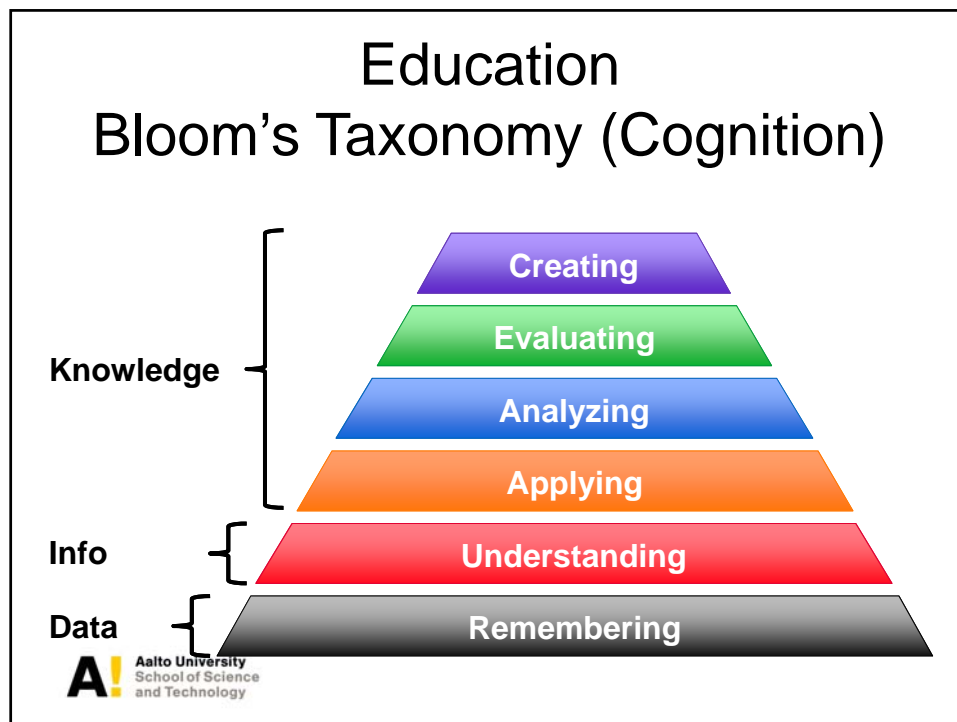 Education
Bloom's Taxonomy (Cognition)
Creating
Evaluating
Knowledge
Analyzing
Applying
Info
Understanding
Data
Remembering
A! Aalto University
School of Science
and Technology